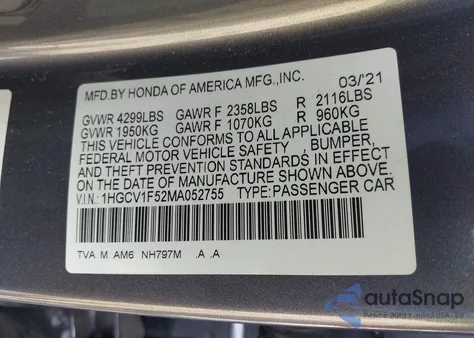 MFD.BY HONDA OF AMERICA MFG.,INC. 03/21
GVWR 4299LBS GAWR F 2358LBS R 2116LBS
GVWR 1950KG GAWR F 1070KG R 960KG
THIS VEHICLE CONFORMS TO ALL APPLICABLE
FEDERAL MOTOR VEHICLE SAFETY , BUMPER,
AND THEFT PREVENTION STANDARDS IN EFFECT
ON THE DATE OF MANUFACTURE SHOWN ABOVE.
V.I.N: 1HGCV1F52MA052755 TYPE:PASSENGER CAR
TVA M AM6 NH797M .A .A
autoSnap